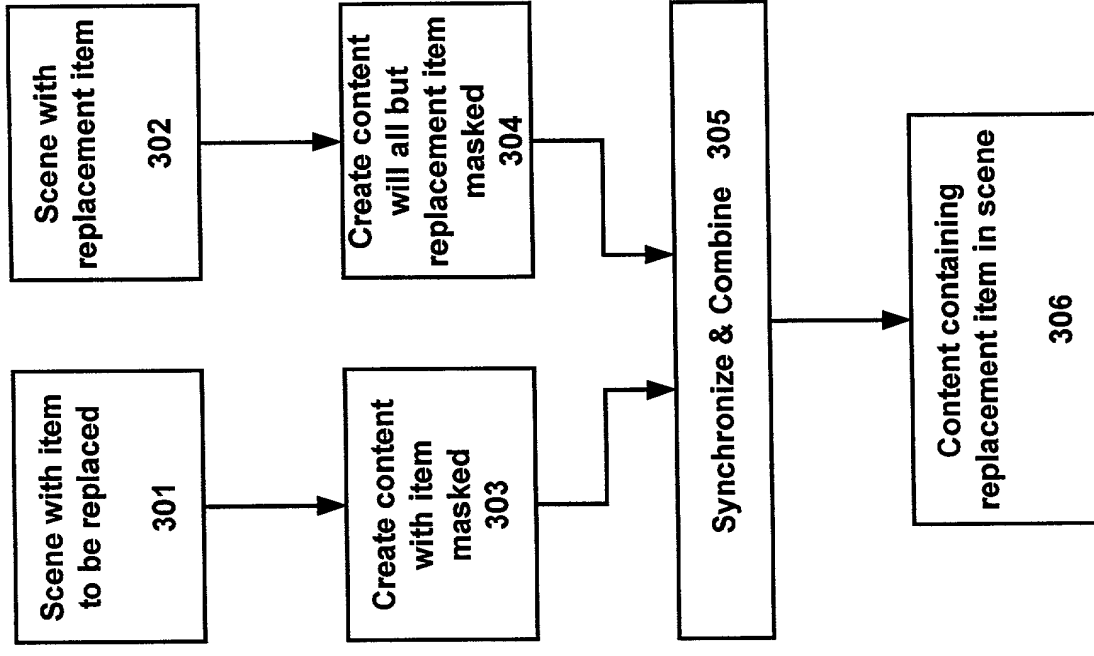 Scene with item
to be replaced
301
Scene with
replacement item
302
Create content
with item
masked
303
Create content
will all but
replacement item
masked
304
Synchronize & Combine 305
Content containing
replacement item in scene
306